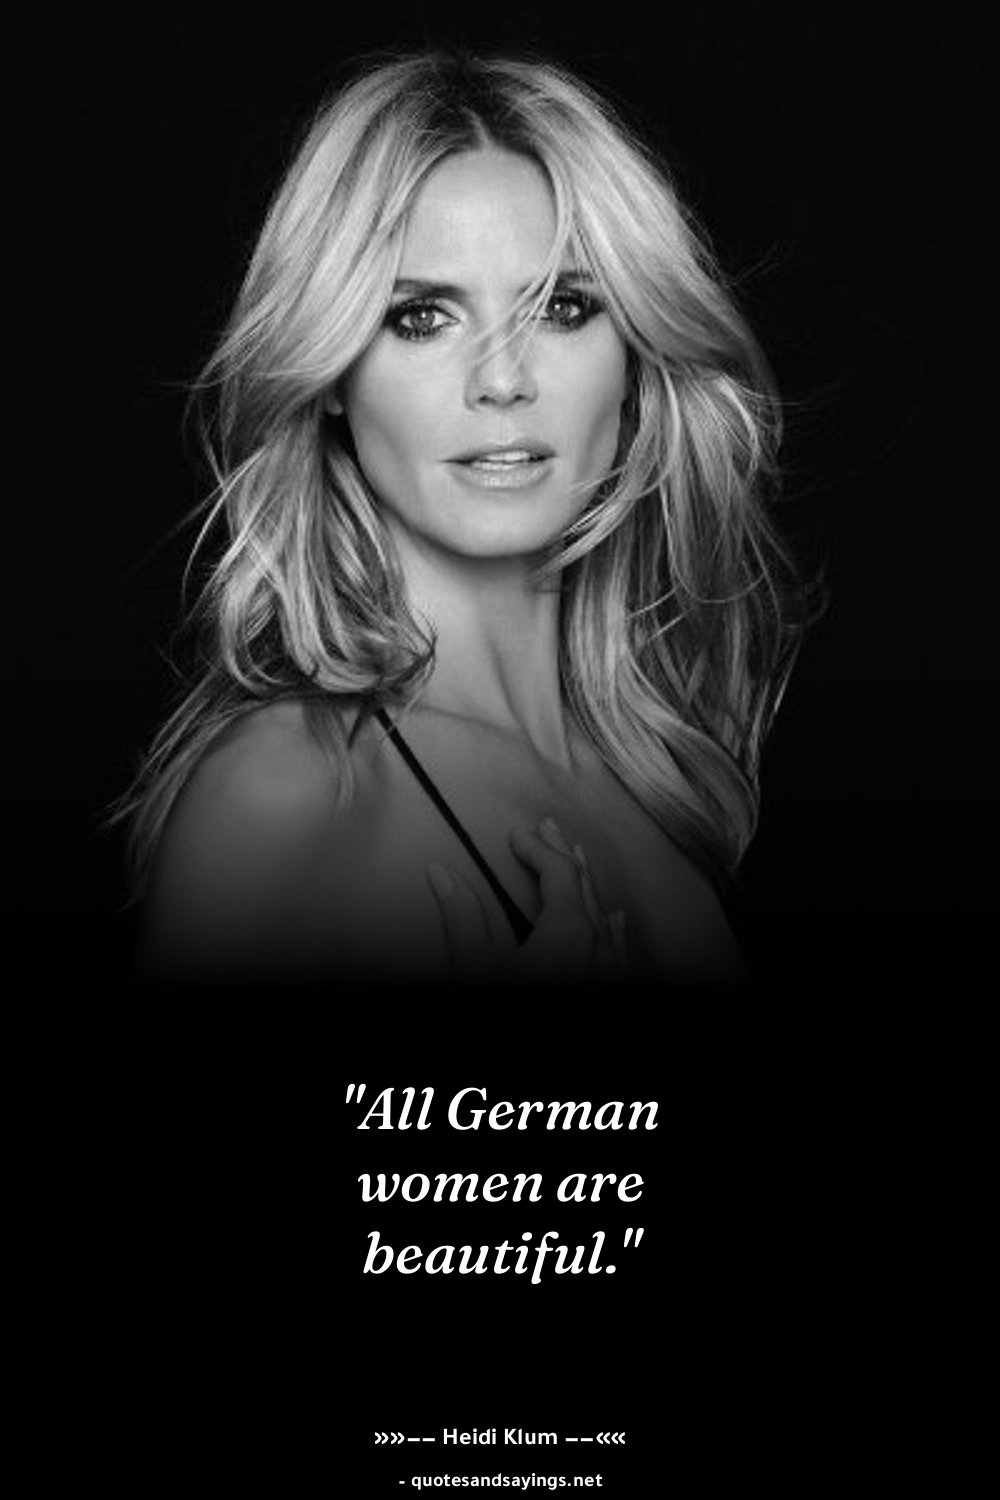 "All German
women are
beautiful."
»»–– Heidi Klum ––««
- quotesandsayings.net